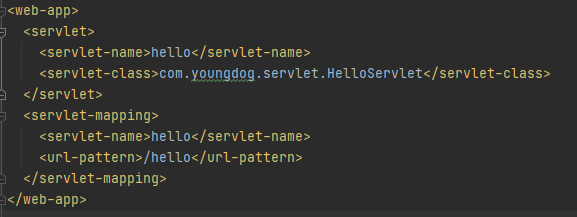 <web-app>
  <servlet>
    <servlet-name>hello</servlet-name>
    <servlet-class>com.youngdog.servlet.HelloServlet</servlet-class>
  </servlet>
  <servlet-mapping>
    <servlet-name>hello</servlet-name>
    <url-pattern>/hello</url-pattern>
  </servlet-mapping>
</web-app>